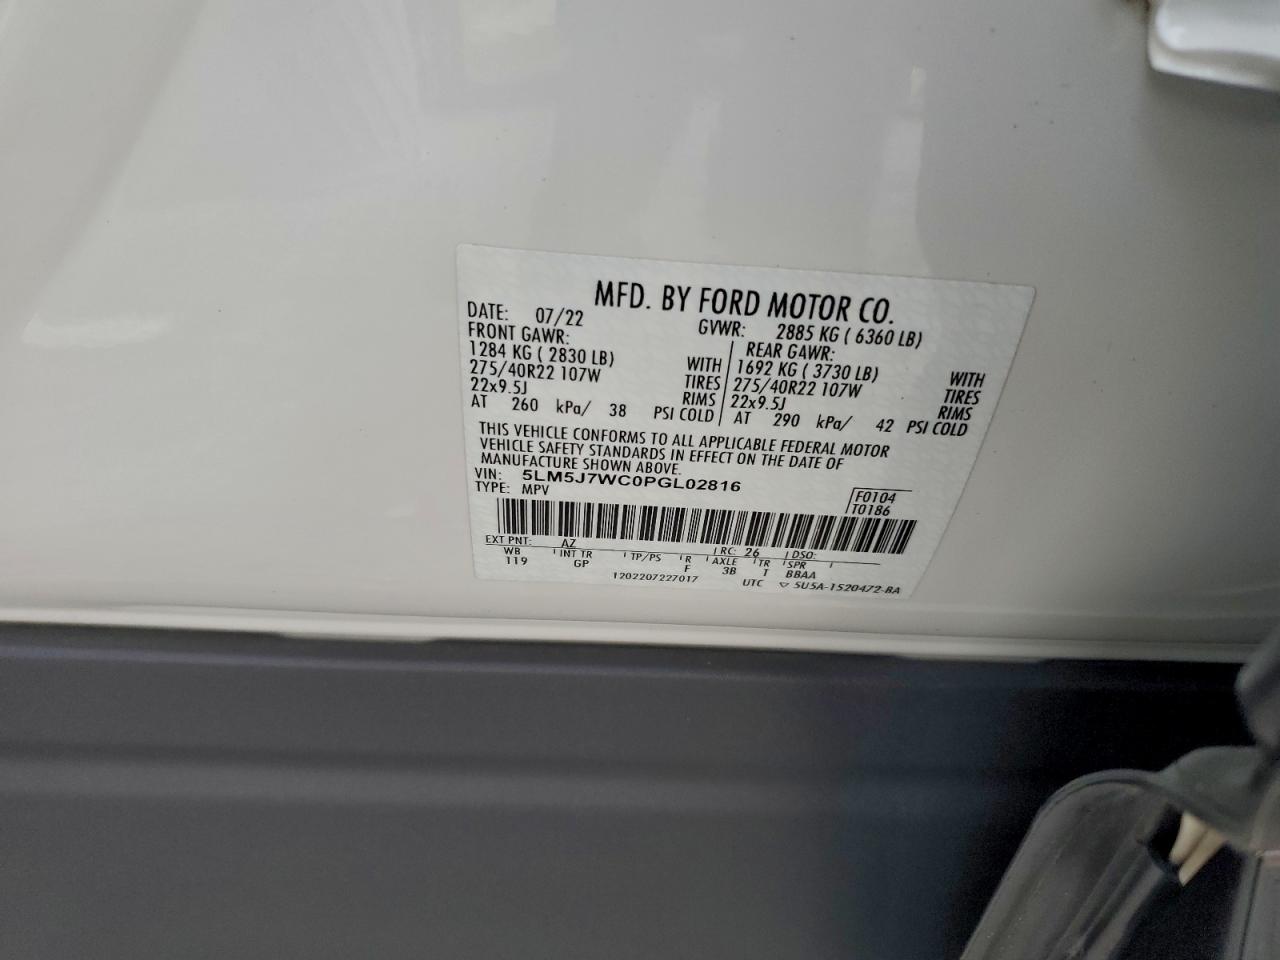 MFD. BY FORD MOTOR CO.
DATE: 07/22 GVWR: 2885 KG ( 6360 LB)
FRONT GAWR: REAR GAWR:
1284 KG ( 2830 LB) WITH 1692 KG ( 3730 LB) WITH
275/40R22 107W TIRES 275/40R22 107W TIRES
22x9.5J RIMS 22x9.5J RIMS
AT 260 kPa/ 38 PSI COLD AT 290 kPa/ 42 PSI COLD
THIS VEHICLE CONFORMS TO ALL APPLICABLE FEDERAL MOTOR
VEHICLE SAFETY STANDARDS IN EFFECT ON THE DATE OF
MANUFACTURE SHOWN ABOVE.
VIN: 5LM5J7WC0PGL02816
TYPE: MPV F0104
T0186
EXT PNT: AZ RC: 26 DSO:
WB INT TR TP/PS R AXLE TR SPR
119 GP F 3B T BBAA
1202207227017 UTC ▽ 5U5A-1520472-BA